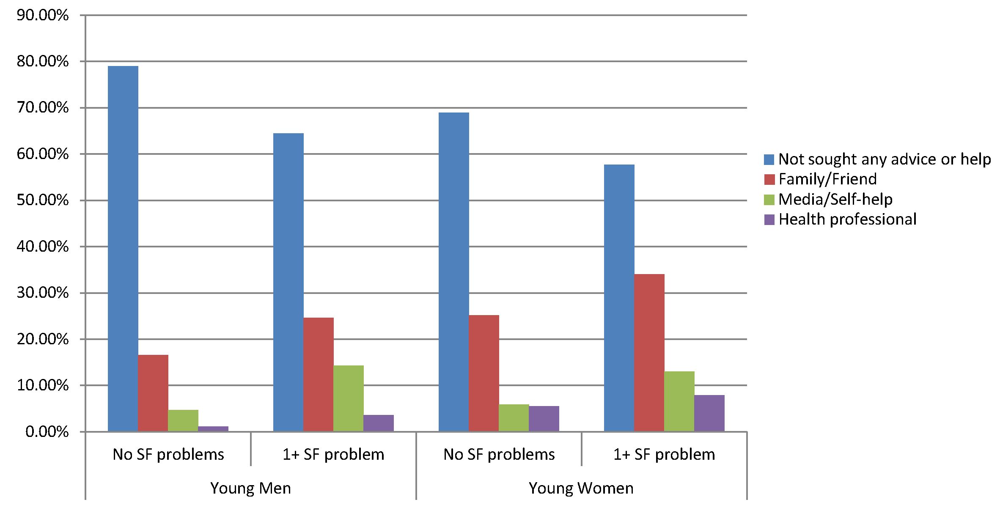 90.00%
80.00%
70.00%
60.00%
50.00%
40.00%
30.00%
20.00%
10.00%
0.00%
No SF problems
1+ SF problem
No SF problems
1+ SF problem
Young Men
Young Women
Not sought any advice or help
Family/Friend
Media/Self-help
Health professional